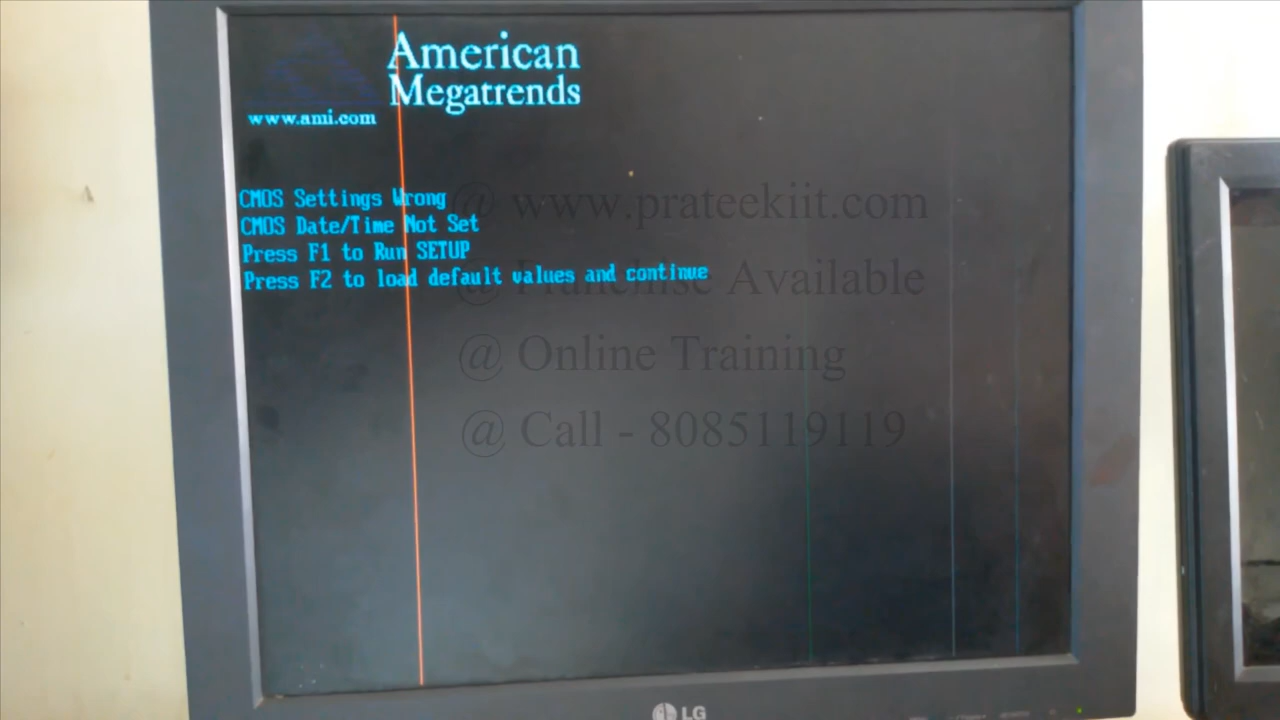 American
Megatrends
www.ami.com
CMOS Settings Wrong
CMOS Date/Time Not Set
Press F1 to Run SETUP
Press F2 to load default values and continue
@ www.prateekiit.com
@ Franchise Available
@ Online Training
@ Call - 8085119119
LG